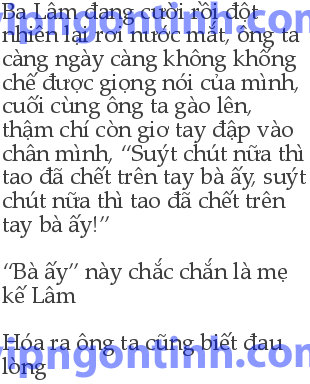 Ba Lâm đang cười rồi đột
nhiên lại rơi nước mắt, ông ta
càng ngày càng không khống
chế được giọng nói của mình,
cuối cùng ông ta gào lên,
thậm chí còn giơ tay đập vào
chân mình, “Suýt chút nữa thì
tao đã chết trên tay bà ấy, suýt
chút nữa thì tao đã chết trên
tay bà ấy!”
“Bà ấy” này chắc chắn là mẹ
kế Lâm
Hóa ra ông ta cũng biết đau
lòng
vipngontinh.com